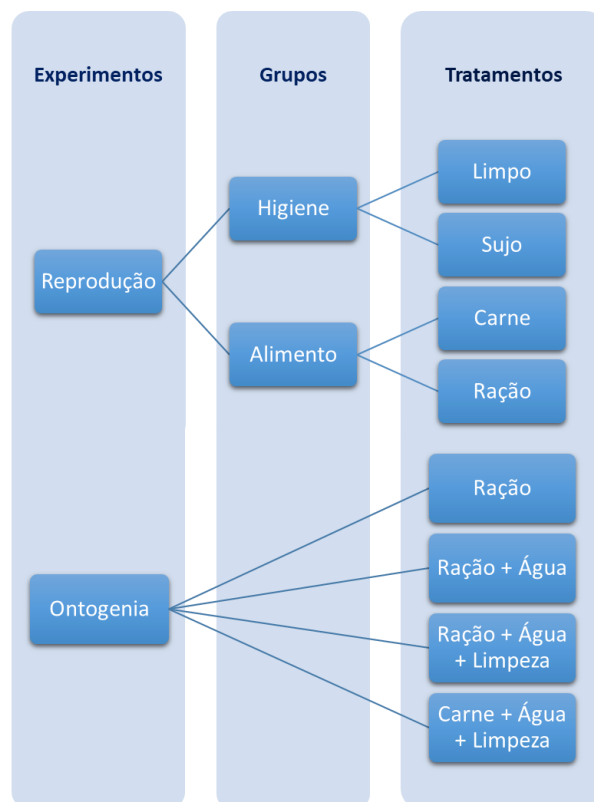 Experimentos
Grupos
Tratamentos
Reprodução
Higiene
Limpo
Sujo
Alimento
Carne
Ração
Ontogenia
Ração
Ração + Água
Ração + Água
+ Limpeza
Carne + Água
+ Limpeza